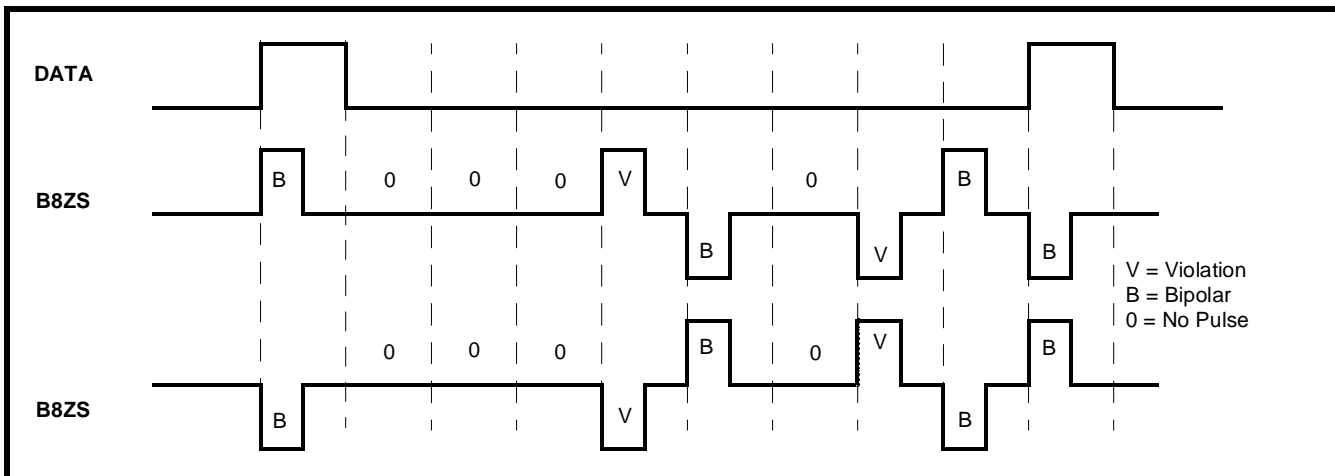 DATA
B 0 0 0 V 0 B
B8ZS
B V B
V = Violation
B = Bipolar
0 = No Pulse
0 0 0 B 0 V B
B8ZS
B V B